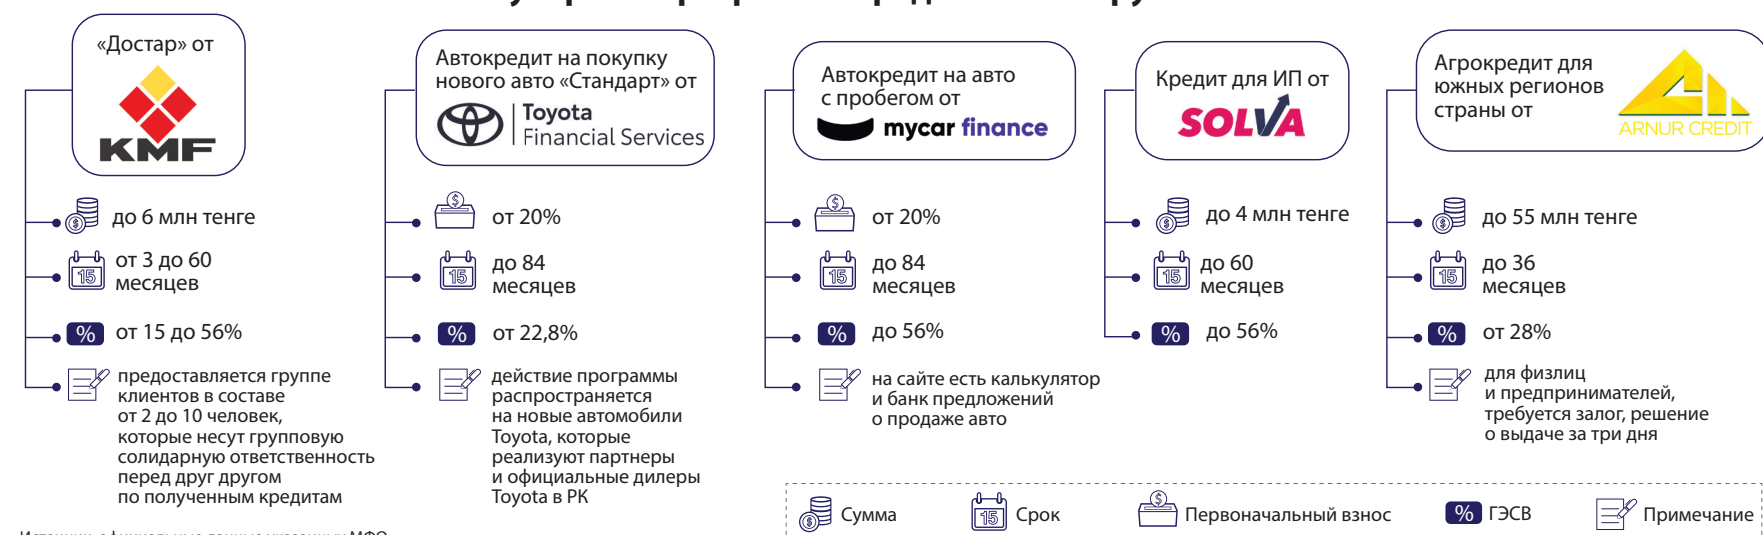 «Достар» от
KMF
до 6 млн тенге
от 3 до 60
месяцев
% от 15 до 56%
предоставляется группе
клиентов в составе
от 2 до 10 человек,
которые несут групповую
солидарную ответственность
перед друг другом
по полученным кредитам
Автокредит на покупку
нового авто «Стандарт» от
Toyota
Financial Services
от 20%
до 84
месяцев
% от 22,8%
действие программы
распространяется
на новые автомобили
Toyota, которые
реализуют партнеры
и официальные дилеры
Toyota в РК
Автокредит на авто
с пробегом от
mycar finance
от 20%
до 84
месяцев
% до 56%
на сайте есть калькулятор
и банк предложений
о продаже авто
Кредит для ИП от
SOLVA
до 4 млн тенге
до 60
месяцев
% до 56%
Агрокредит для
южных регионов
страны от
ARNUR CREDIT
до 55 млн тенге
до 36
месяцев
% от 28%
для физлиц
и предпринимателей,
требуется залог, решение
о выдаче за три дня
Сумма
15 Срок
Первоначальный взнос
% ГЭСВ
Примечание